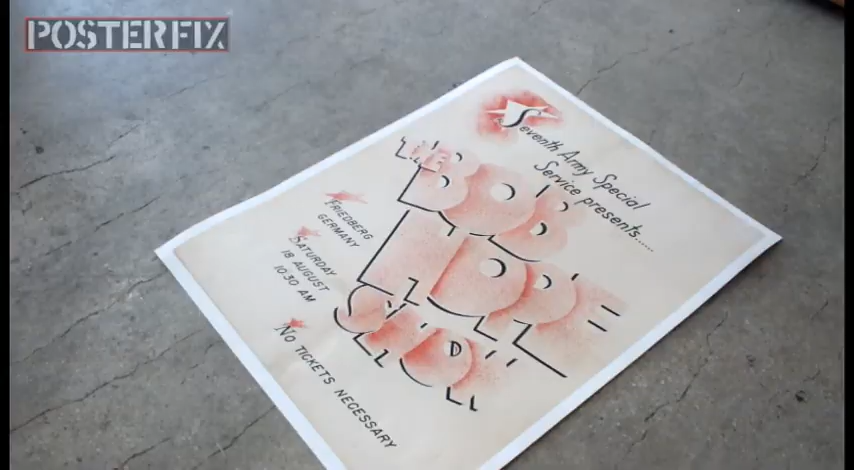 POSTERFIX
Seventh Army Special
Service presents......
THE
BOB
HOPE
SHOW
FRIEDBERG
GERMANY
SATURDAY
18 AUGUST
10:30 AM
NO TICKETS NECESSARY